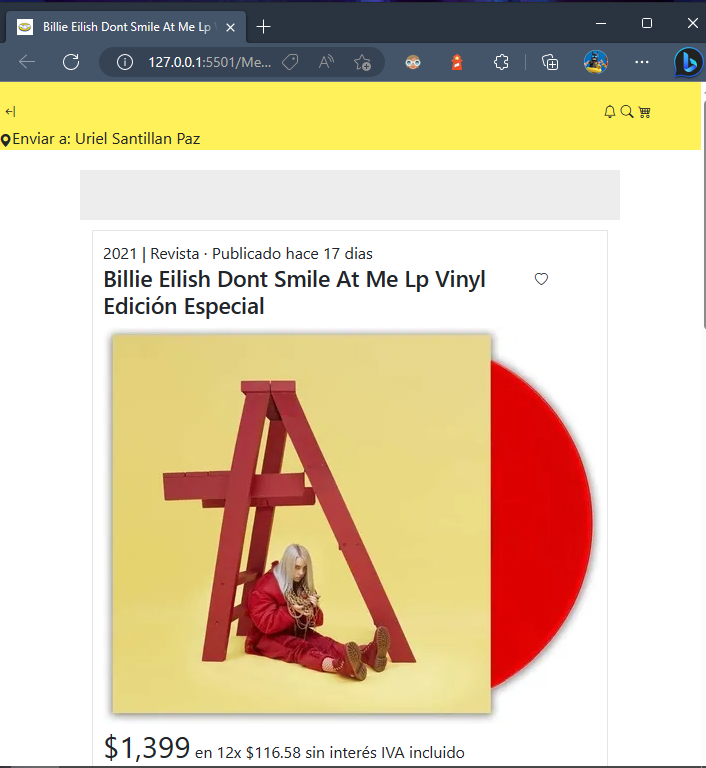 Billie Eilish Dont Smile At Me Lp
127.0.0.1:5501/Me...
Enviar a: Uriel Santillan Paz
2021 | Revista · Publicado hace 17 dias
Billie Eilish Dont Smile At Me Lp Vinyl
Edición Especial
$1,399 en 12x $116.58 sin interés IVA incluido